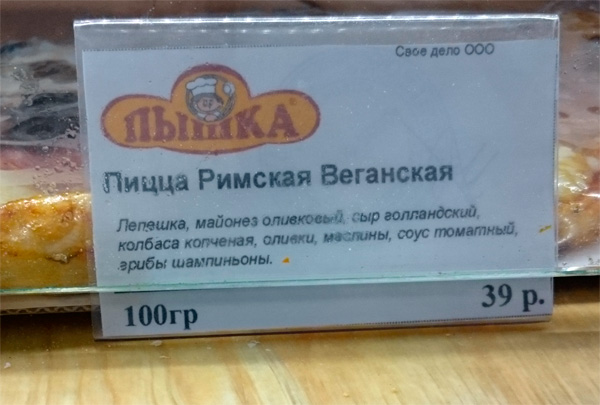 Свое дело ООО
ПЫШКА®
Пицца Римская Веганская
Лепешка, майонез оливковый, сыр голландский,
колбаса копченая, оливки, маслины, соус томатный,
грибы шампиньоны.
100гр
39 р.